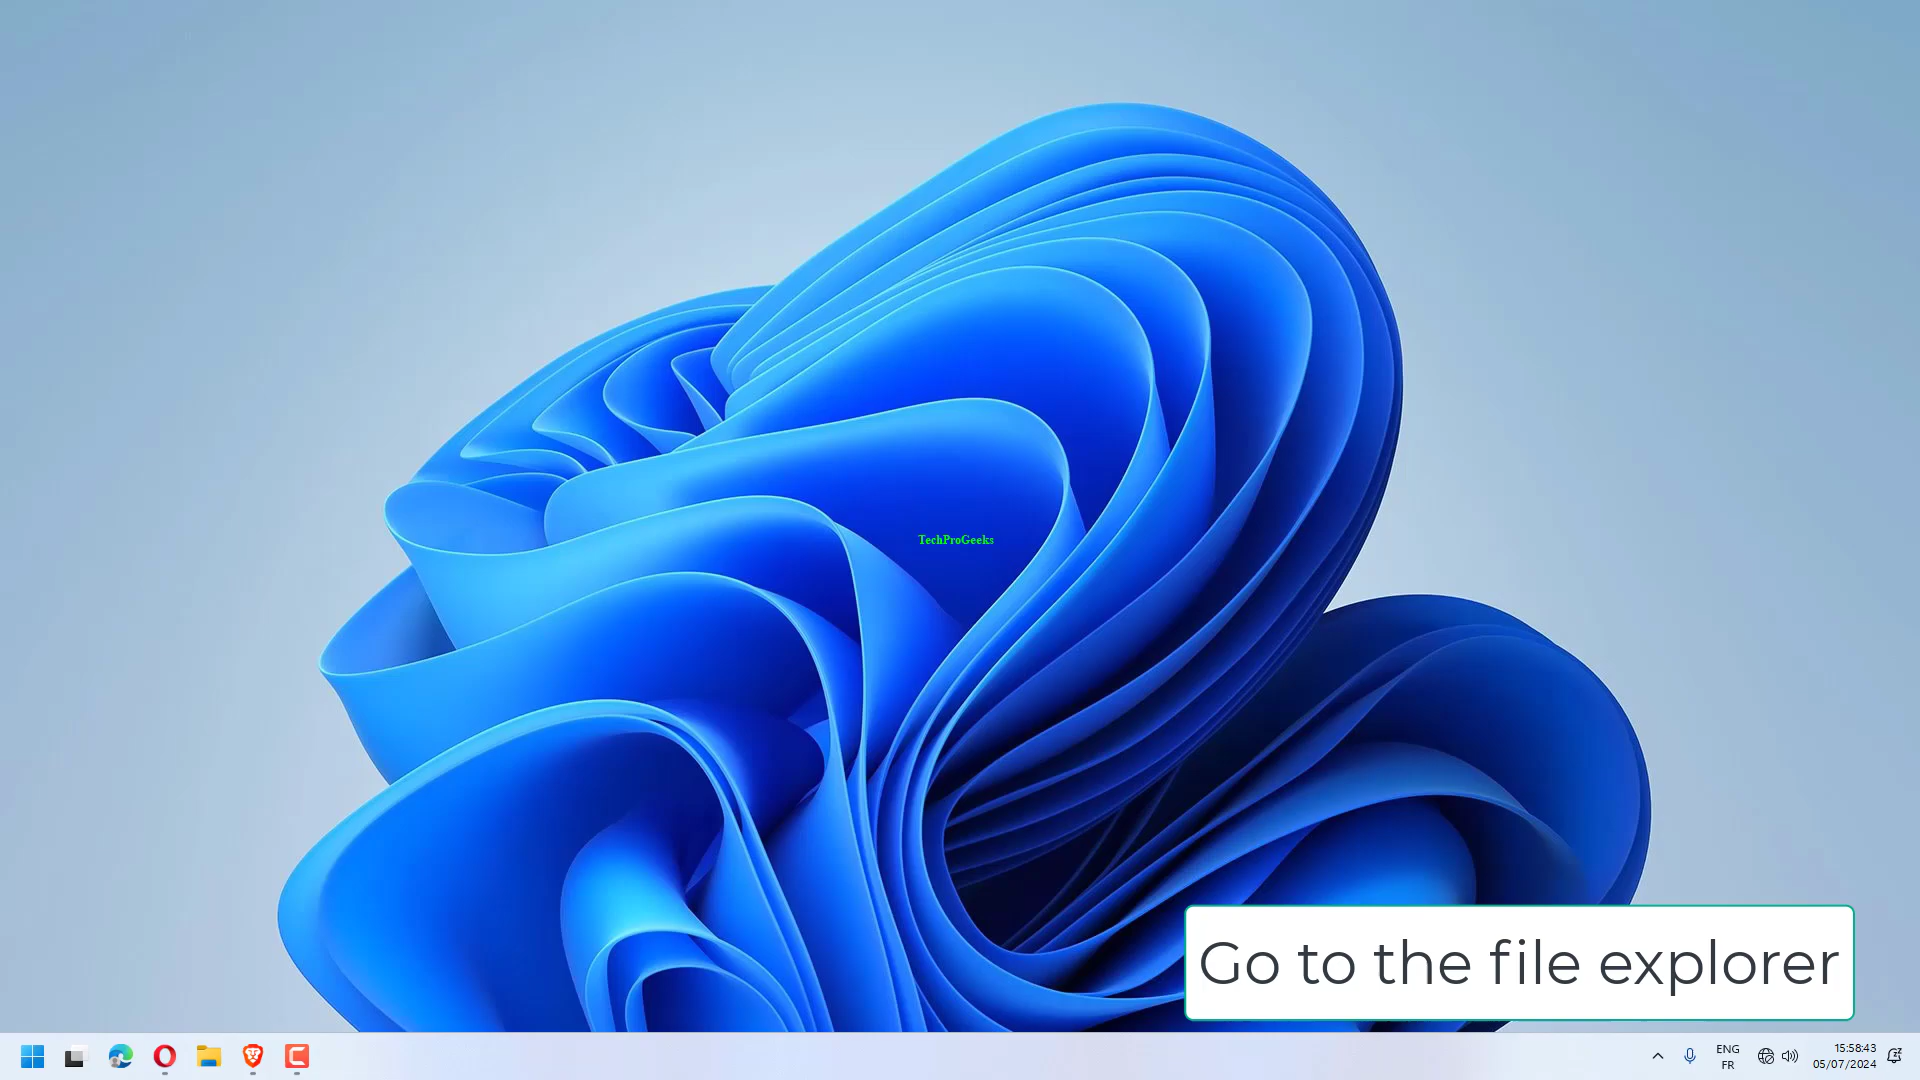 TechProGeeks
Go to the file explorer
ENG
FR
15:58:43
05/07/2024